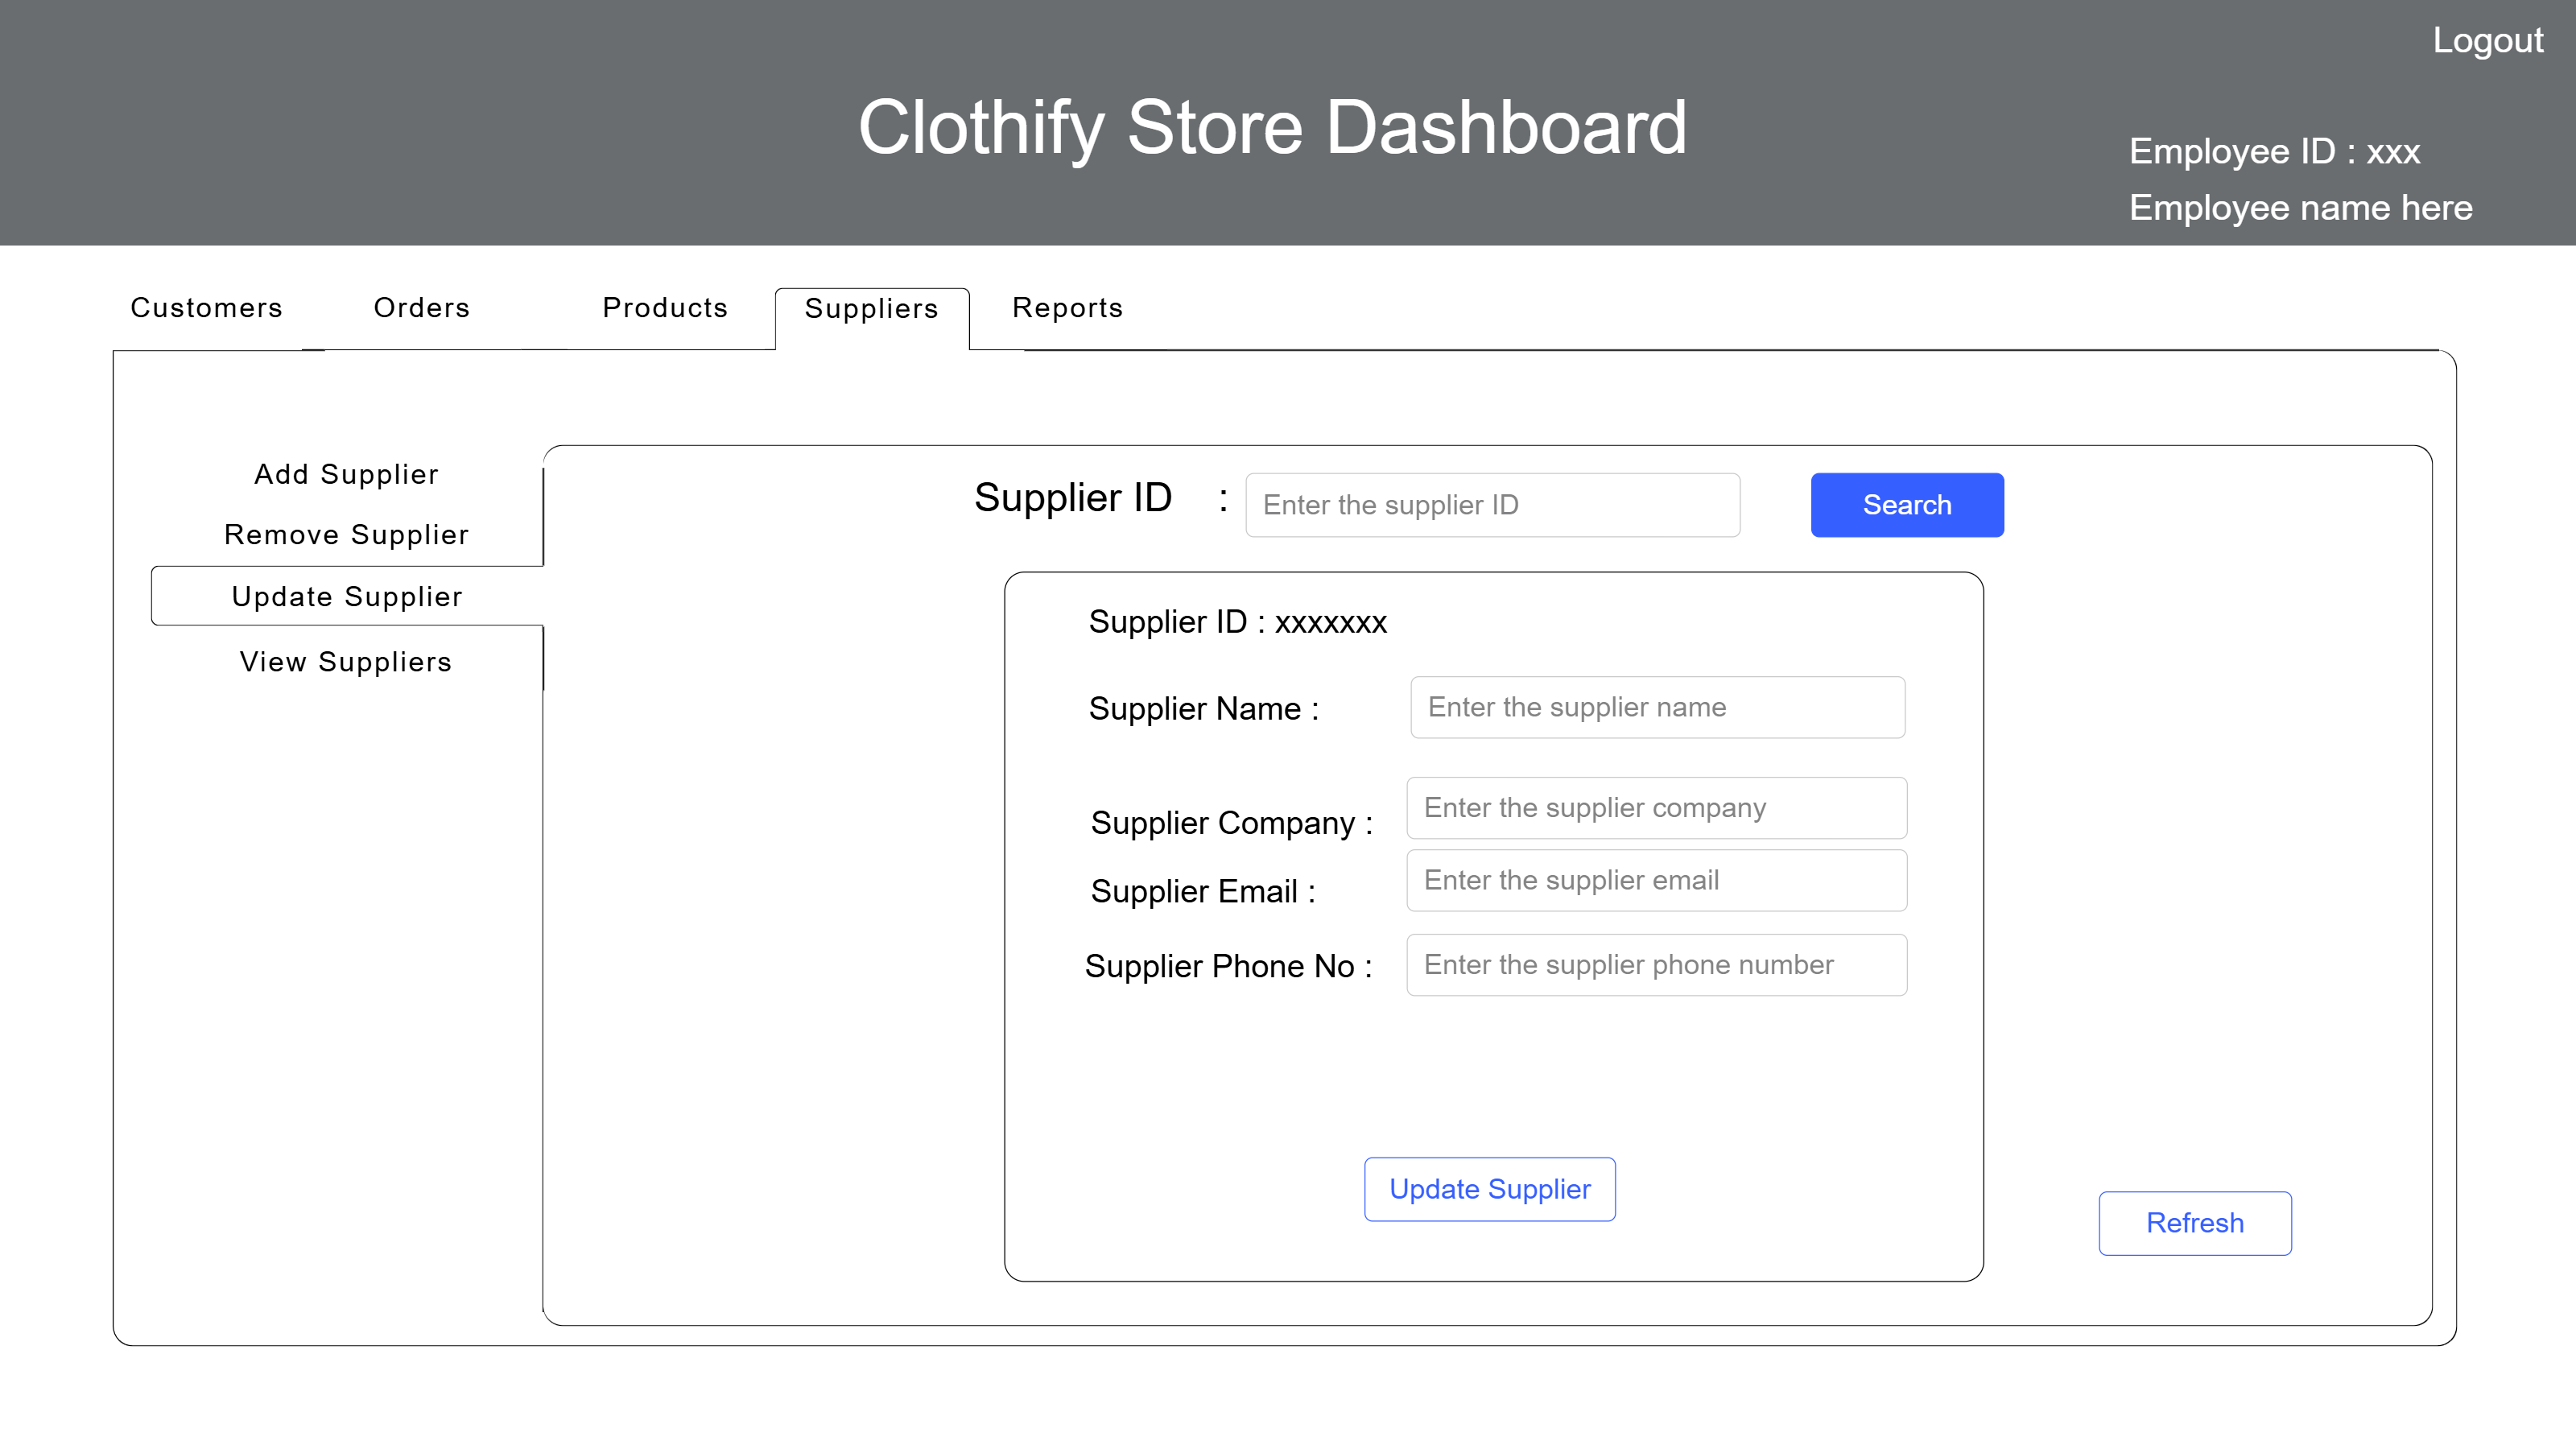 Logout
Clothify Store Dashboard
Employee ID : xxx
Employee name here
Customers Orders Products Suppliers Reports
Add Supplier
Remove Supplier
Update Supplier
View Suppliers
Supplier ID : Enter the supplier ID Search
Supplier ID : xxxxxxx
Supplier Name : Enter the supplier name
Supplier Company : Enter the supplier company
Supplier Email : Enter the supplier email
Supplier Phone No : Enter the supplier phone number
Update Supplier
Refresh